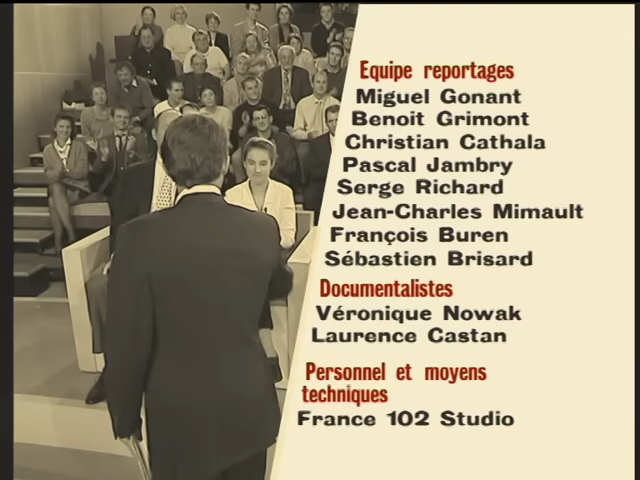 Equipe reportages
Miguel Gonant
Benoit Grimont
Christian Cathala
Pascal Jambry
Serge Richard
Jean-Charles Mimault
François Buren
Sébastien Brisard
Documentalistes
Véronique Nowak
Laurence Castan
Personnel et moyens
techniques
France 102 Studio